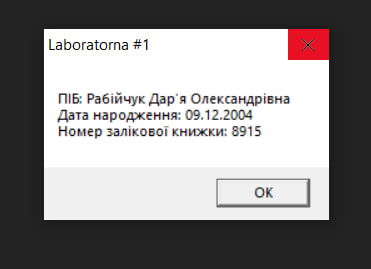 Laboratorna #1
ПІБ: Рабійчук Дар'я Олександрівна
Дата народження: 09.12.2004
Номер залікової книжки: 8915
OK